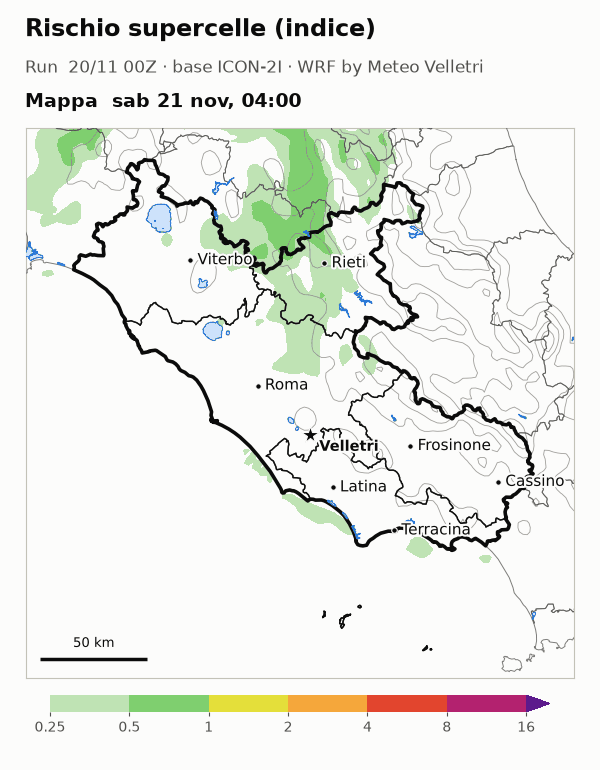 Rischio supercelle (indice)
Run  20/11 00Z · base ICON-2I · WRF by Meteo Velletri
Mappa  sab 21 nov, 04:00
Viterbo
Rieti
Roma
Velletri
Frosinone
Latina
Cassino
Terracina
50 km
0.25 0.5 1 2 4 8 16